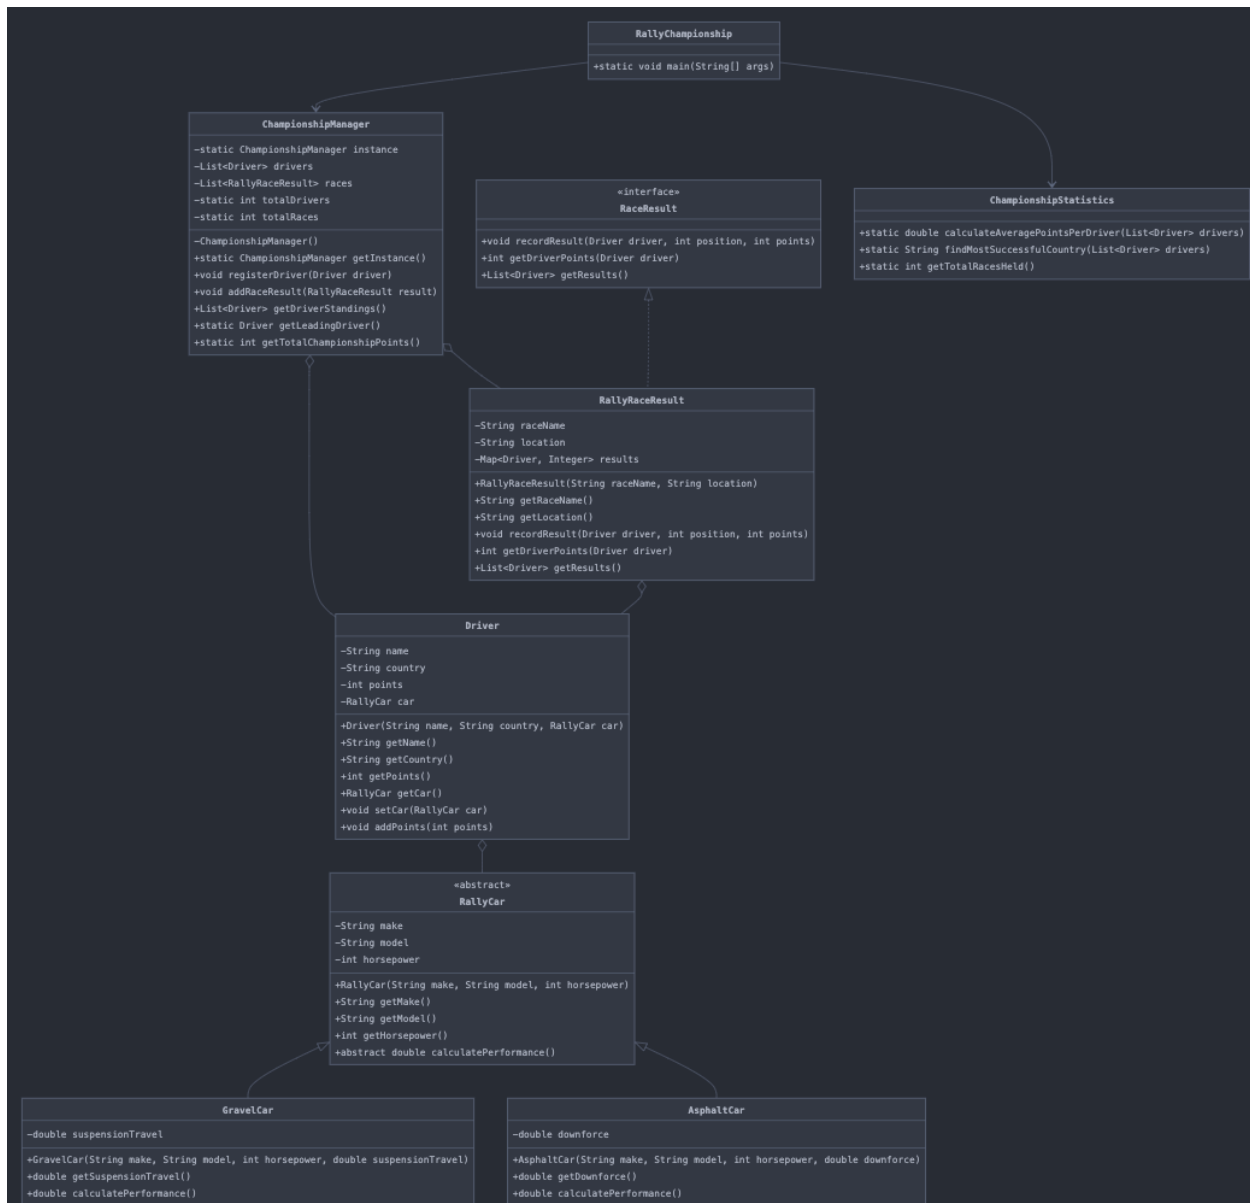 RallyChampionship
+static void main(String[] args)
ChampionshipManager
-static ChampionshipManager instance
-List<Driver> drivers
-List<RallyRaceResult> races
-static int totalDrivers
-static int totalRaces
-ChampionshipManager()
+static ChampionshipManager getInstance()
+void registerDriver(Driver driver)
+void addRaceResult(RallyRaceResult result)
+List<Driver> getDriverStandings()
+static Driver getLeadingDriver()
+static int getTotalChampionshipPoints()
«interface»
RaceResult
+void recordResult(Driver driver, int position, int points)
+int getDriverPoints(Driver driver)
+List<Driver> getResults()
ChampionshipStatistics
+static double calculateAveragePointsPerDriver(List<Driver> drivers)
+static String findMostSuccessfulCountry(List<Driver> drivers)
+static int getTotalRacesHeld()
RallyRaceResult
-String raceName
-String location
-Map<Driver, Integer> results
+RallyRaceResult(String raceName, String location)
+String getRaceName()
+String getLocation()
+void recordResult(Driver driver, int position, int points)
+int getDriverPoints(Driver driver)
+List<Driver> getResults()
Driver
-String name
-String country
-int points
-RallyCar car
+Driver(String name, String country, RallyCar car)
+String getName()
+String getCountry()
+int getPoints()
+RallyCar getCar()
+void setCar(RallyCar car)
+void addPoints(int points)
«abstract»
RallyCar
-String make
-String model
-int horsepower
+RallyCar(String make, String model, int horsepower)
+String getMake()
+String getModel()
+int getHorsepower()
+abstract double calculatePerformance()
GravelCar
-double suspensionTravel
+GravelCar(String make, String model, int horsepower, double suspensionTravel)
+double getSuspensionTravel()
+double calculatePerformance()
AsphaltCar
-double downforce
+AsphaltCar(String make, String model, int horsepower, double downforce)
+double getDownforce()
+double calculatePerformance()